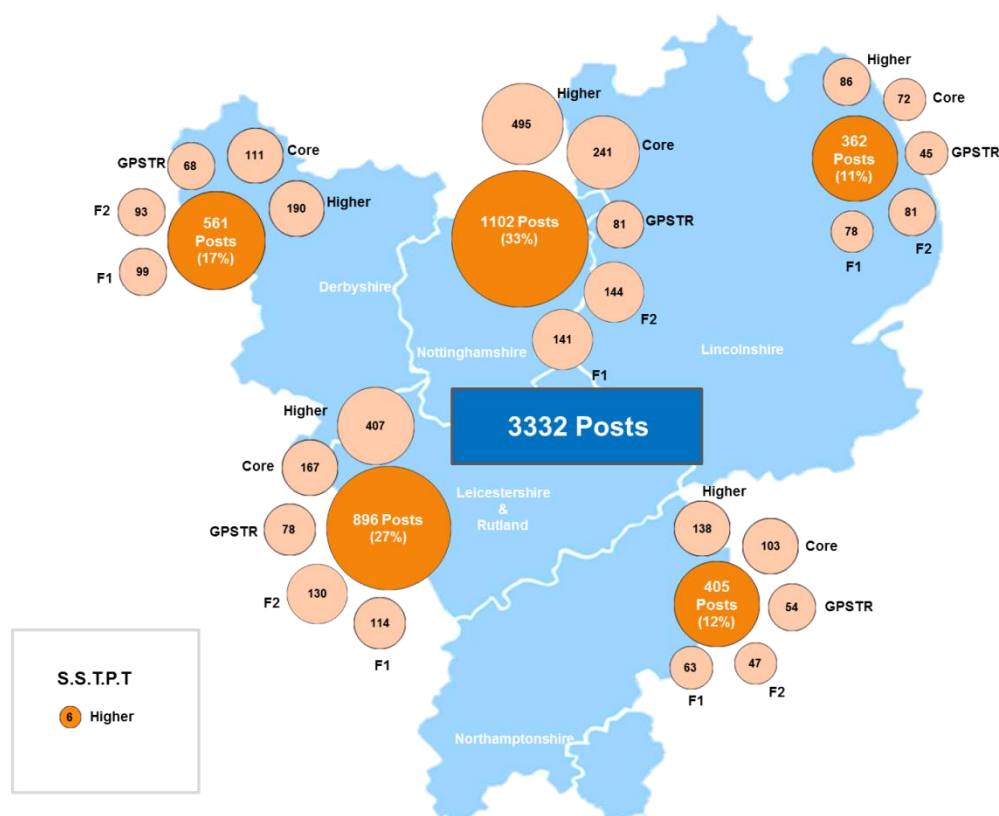 Higher
86
72
Core
362
Posts
(11%)
45
GPSTR
81
F2
78
F1
Higher
495
241
Core
1102 Posts
(33%)
81
GPSTR
144
F2
141
F1
GPSTR
68
111
Core
F2
93
561
Posts
(17%)
190
Higher
F1
99
Derbyshire
Nottinghamshire
Lincolnshire
3332 Posts
Higher
407
Core
167
GPSTR
78
896 Posts
(27%)
Leicestershire
&
Rutland
F2
130
114
F1
Higher
138
103
Core
405
Posts
(12%)
54
GPSTR
63
F1
47
F2
Northamptonshire
S.S.T.P.T
6 Higher